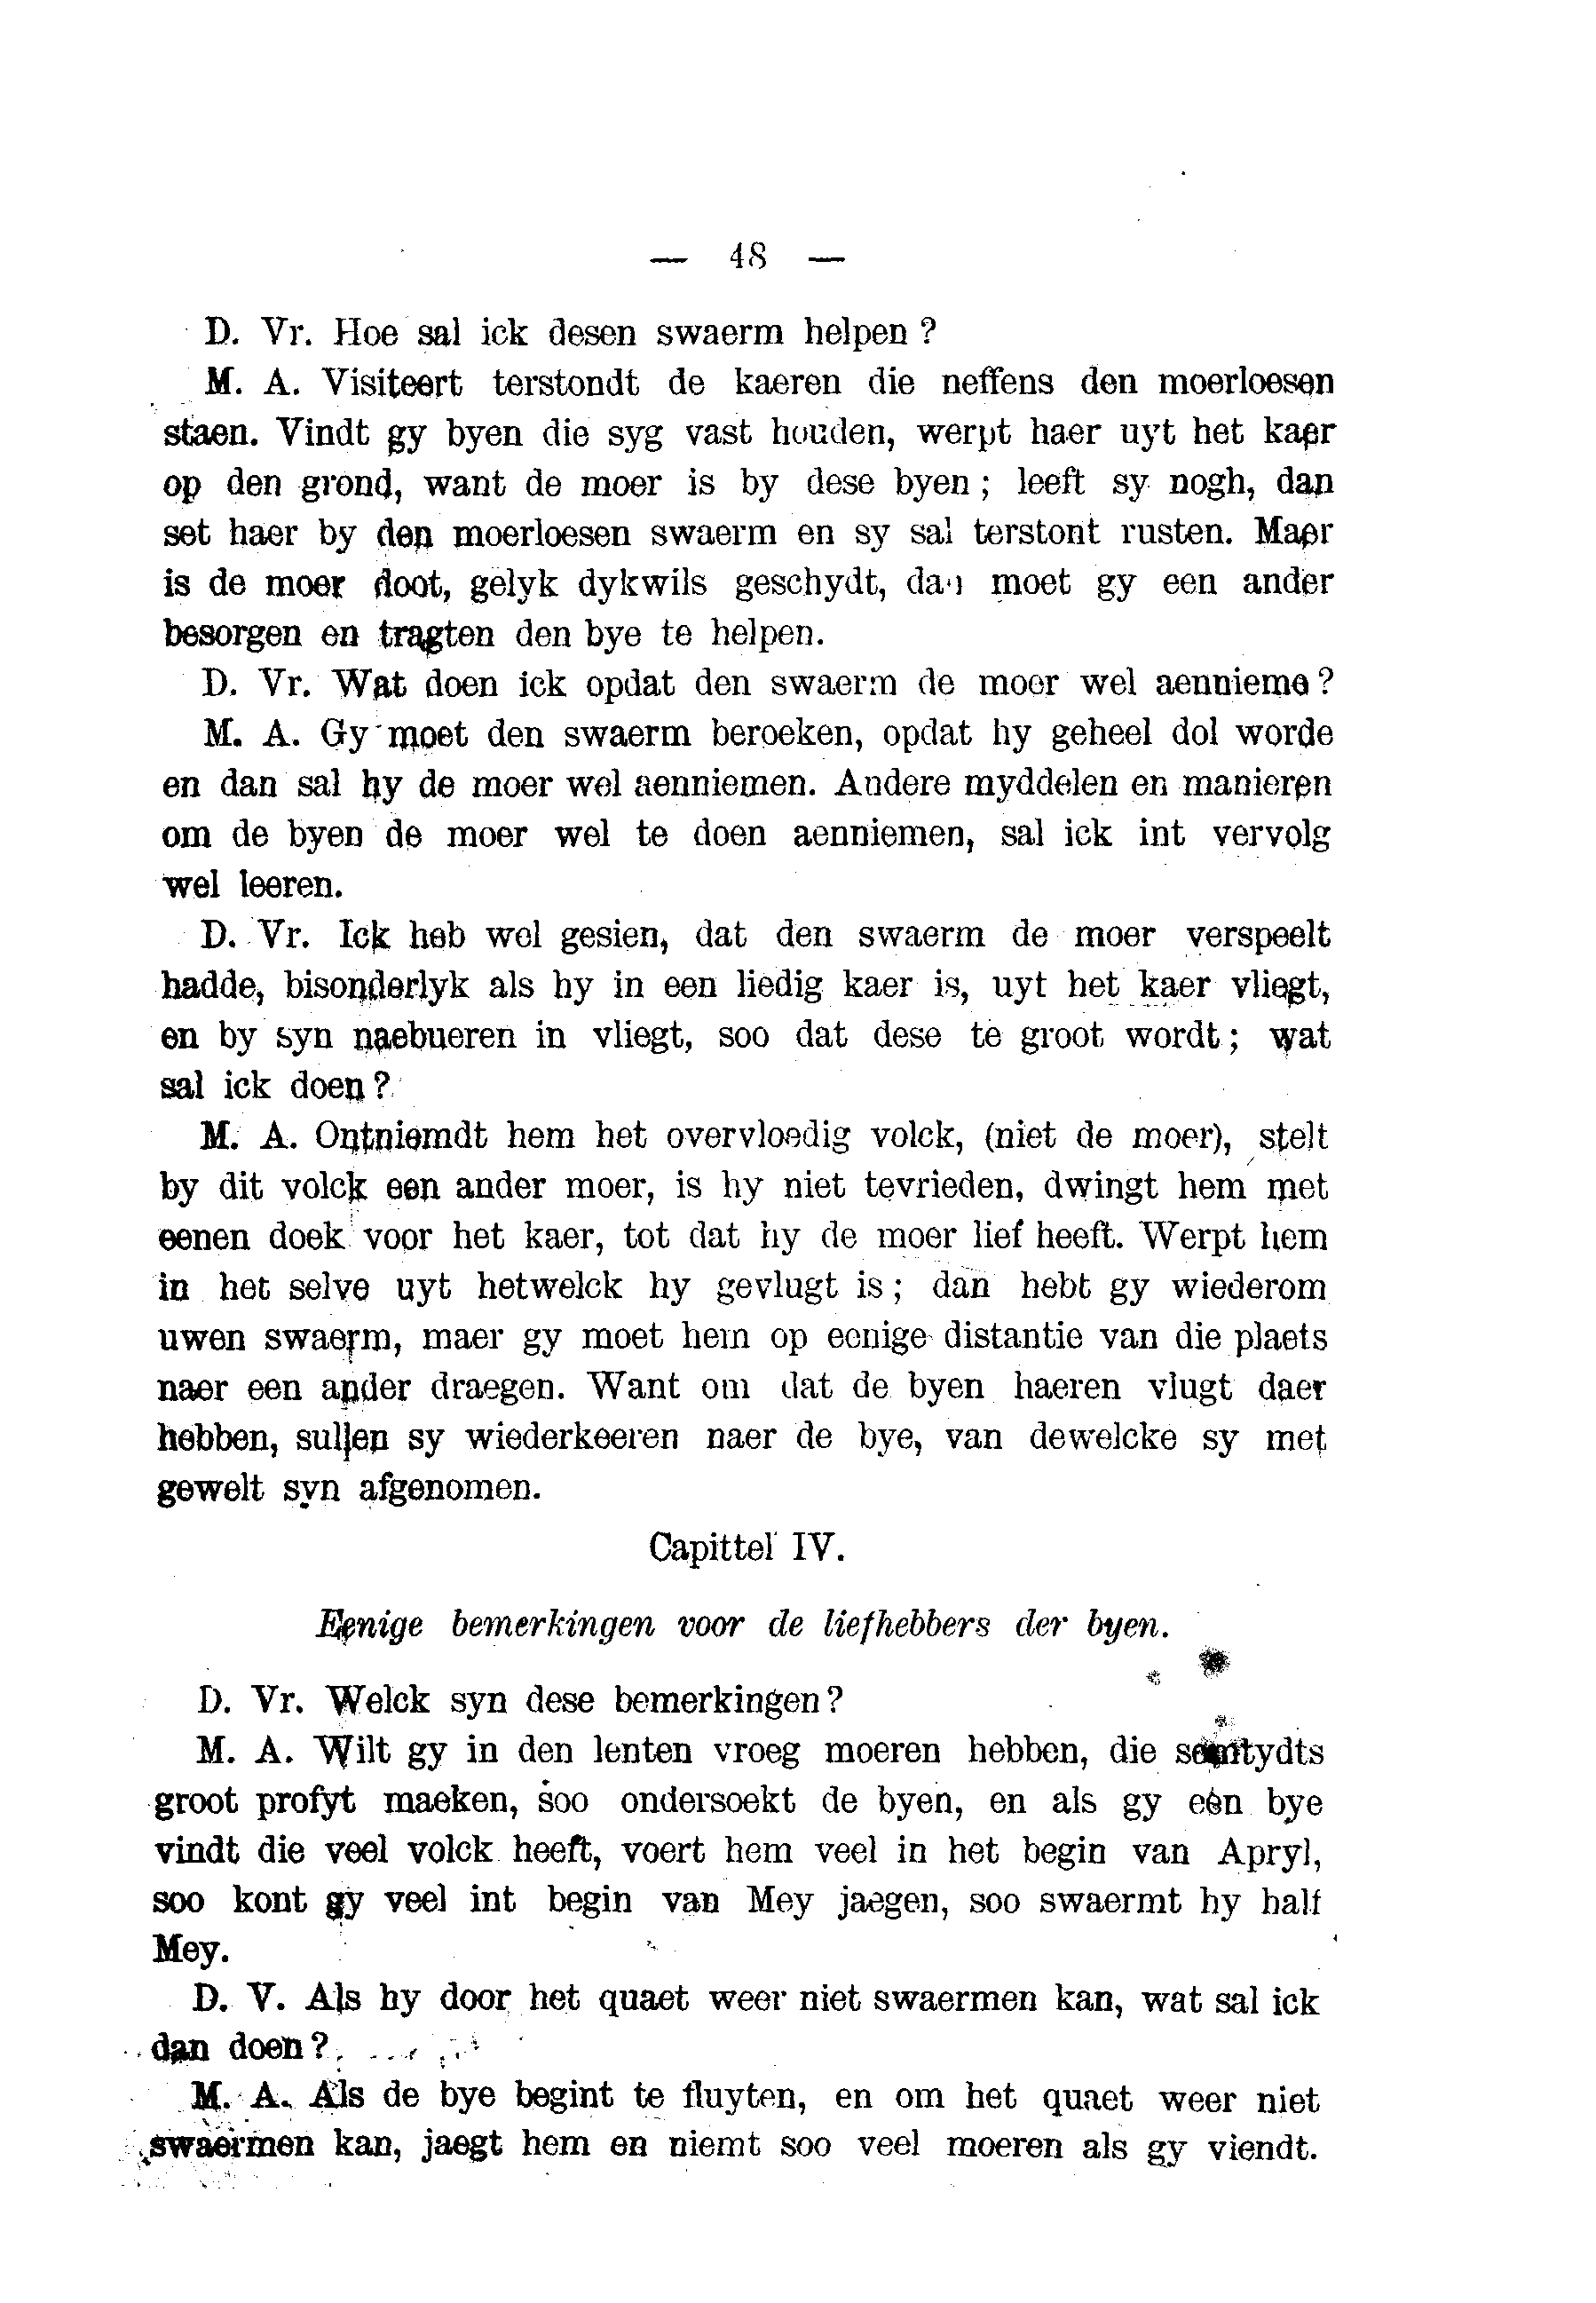 — 48 —
D. Vr. Hoe sal ick desen swaerm helpen ?
M. A. Visiteert terstondt de kaeren die neffens den moerloesen
staen. Vindt gy byen die syg vast houden, werpt haer uyt het kaer
op den grond, want de moer is by dese byen ; leeft sy nogh, dan
set haer by den moerloesen swaerm en sy sal terstont rusten. Maer
is de moer doot, gelyk dykwils geschydt, dan moet gy een ander
besorgen en tragten den bye te helpen.
D. Vr. Wat doen ick opdat den swaerm de moer wel aennieme ?
M. A. Gy moet den swaerm beroeken, opdat hy geheel dol worde
en dan sal hy de moer wel aenniemen. Andere myddelen en manieren
om de byen de moer wel te doen aenniemen, sal ick int vervolg
wel leeren.
D. Vr. Ick heb wel gesien, dat den swaerm de moer verspeelt
hadde, bisonderlyk als hy in een liedig kaer is, uyt het kaer vliegt,
en by syn naebueren in vliegt, soo dat dese te groot wordt ; wat
sal ick doen ?
M. A. Ontniemdt hem het overvloedig volck, (niet de moer), stelt
by dit volck een ander moer, is hy niet tevrieden, dwingt hem met
eenen doek voor het kaer, tot dat hy de moer lief heeft. Werpt hem
in het selve uyt hetwelck hy gevlugt is ; dan hebt gy wiederom
uwen swaerm, maer gy moet hem op eenige distantie van die plaets
naer een ander draegen. Want om dat de byen haeren vlugt daer
hebben, sullen sy wiederkeeren naer de bye, van dewelcke sy met
gewelt syn afgenomen.
Capittel IV.
Eenige bemerkingen voor de liefhebbers der byen.
D. Vr. Welck syn dese bemerkingen ?
M. A. Wilt gy in den lenten vroeg moeren hebben, die somtydts
groot profyt maeken, soo ondersoekt de byen, en als gy eén bye
vindt die veel volck heeft, voert hem veel in het begin van Apryl,
soo kont gy veel int begin van Mey jaegen, soo swaermt hy half
Mey.
D. V. Als hy door het quaet weer niet swaermen kan, wat sal ick
dan doen ?
M. A. Als de bye begint te fluyten, en om het quaet weer niet
swaermen kan, jaegt hem en niemt soo veel moeren als gy viendt.